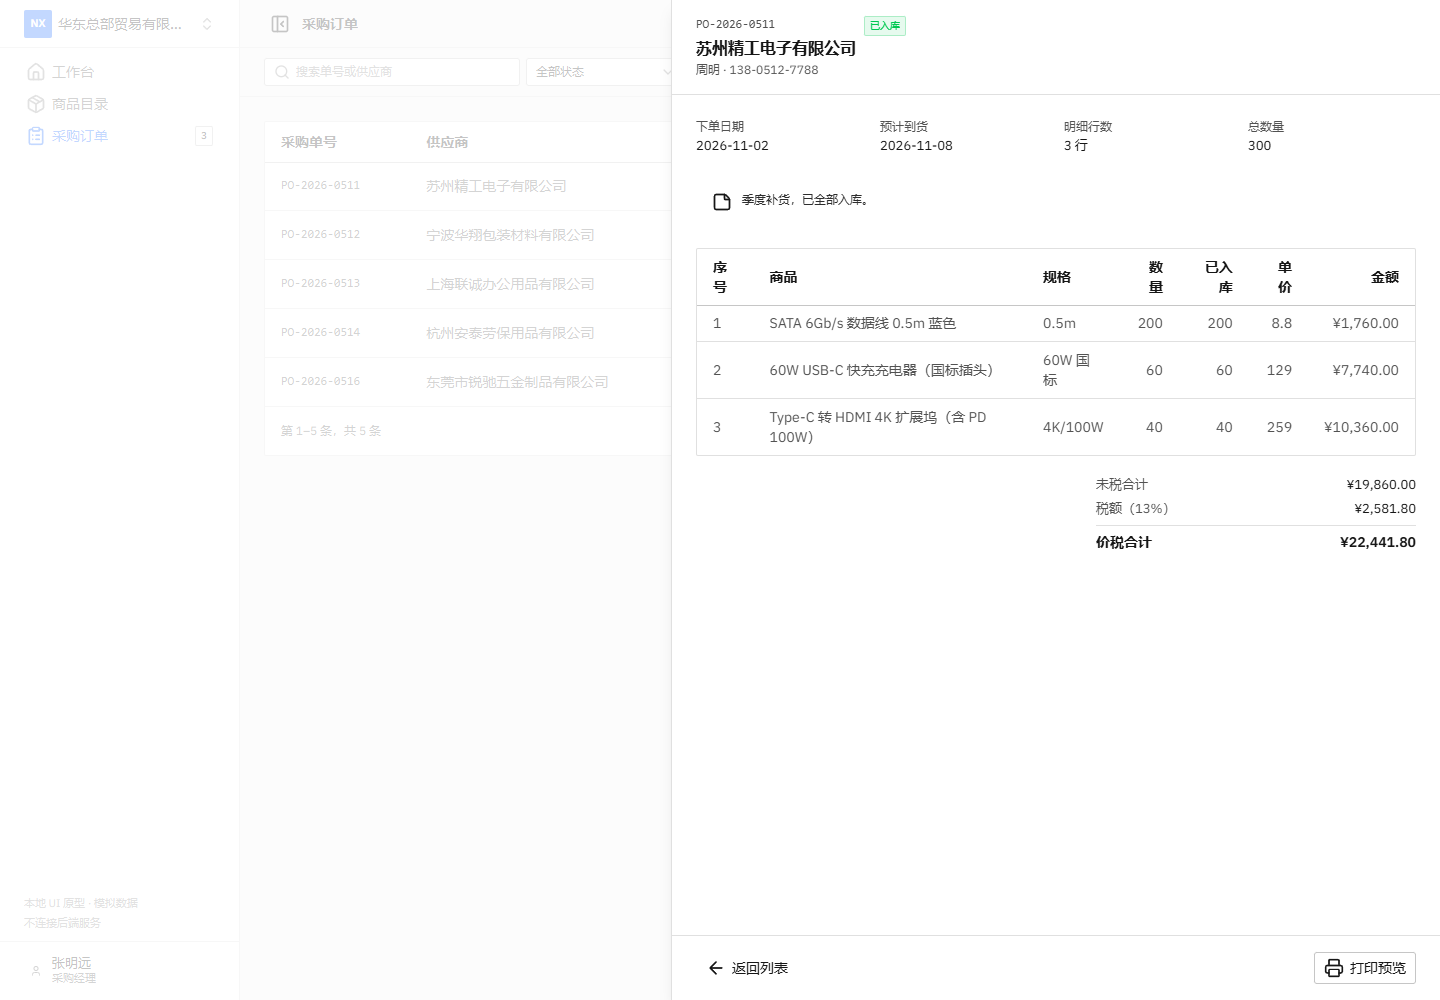 NX 华东总部贸易有限...
工作台
商品目录
采购订单 3
本地 UI 原型 · 模拟数据
不连接后端服务
张明远
采购经理
采购订单
搜索单号或供应商 全部状态
采购单号 供应商
PO-2026-0511 苏州精工电子有限公司
PO-2026-0512 宁波华翔包装材料有限公司
PO-2026-0513 上海联诚办公用品有限公司
PO-2026-0514 杭州安泰劳保用品有限公司
PO-2026-0516 东莞市锐驰五金制品有限公司
第 1–5 条，共 5 条
PO-2026-0511 已入库
苏州精工电子有限公司
周明 · 138-0512-7788
下单日期 预计到货 明细行数 总数量
2026-11-02 2026-11-08 3 行 300
季度补货，已全部入库。
序号 商品 规格 数量 已入库 单价 金额
1 SATA 6Gb/s 数据线 0.5m 蓝色 0.5m 200 200 8.8 ¥1,760.00
2 60W USB-C 快充充电器（国标插头） 60W 国标 60 60 129 ¥7,740.00
3 Type-C 转 HDMI 4K 扩展坞（含 PD 100W） 4K/100W 40 40 259 ¥10,360.00
未税合计 ¥19,860.00
税额（13%） ¥2,581.80
价税合计 ¥22,441.80
返回列表 打印预览